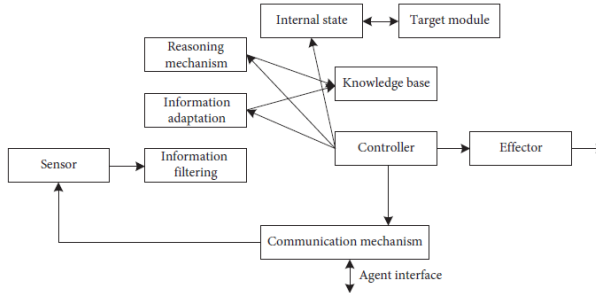 Internal state
Target module
Reasoning
mechanism
Knowledge base
Information
adaptation
Controller
Effector
Sensor
Information
filtering
Communication mechanism
Agent interface